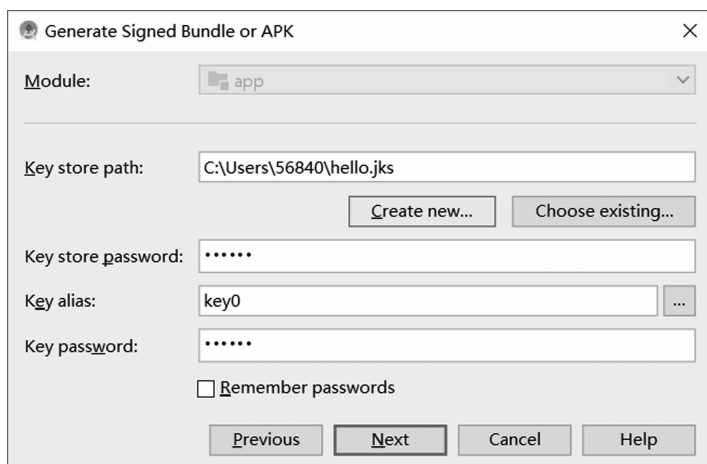 Generate Signed Bundle or APK
Module: app
Key store path: C:\Users\56840\hello.jks
Create new... Choose existing...
Key store password: ••••••
Key alias: key0 ...
Key password: ••••••
Remember passwords
Previous Next Cancel Help